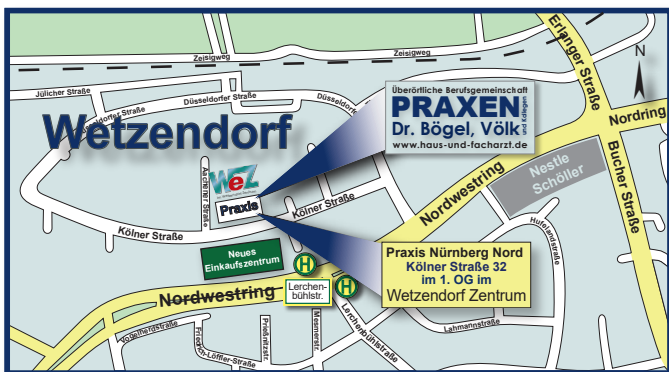 Zeisigweg
Zeisigweg
Erlanger Straße
N
Jülicher Straße
Düsseldorfer Straße
Düsseldorfer Straße
Düsseldorf
Überörtliche Berufsgemeinschaft
PRAXEN
Dr. Bögel, Völk und Kollegen
www.haus-und-facharzt.de
Nordring
Wetzendorf
Nestle
Schöller
Bucher Straße
WeZ
Aachener Straße
Praxis
Kölner Straße
Nordwestring
Hufelandstraße
Kölner Straße
Neues
Einkaufszentrum
H
Praxis Nürnberg Nord
Kölner Straße 32
im 1. OG im
Wetzendorf Zentrum
Nordwestring
Lerchen-
bühlstr.
H
Vogelherdstraße
Friedrich-Löffler-Straße
Prießnitzstr.
Mesmerstr.
Lerchenbühlstraße
Lahmannstraße